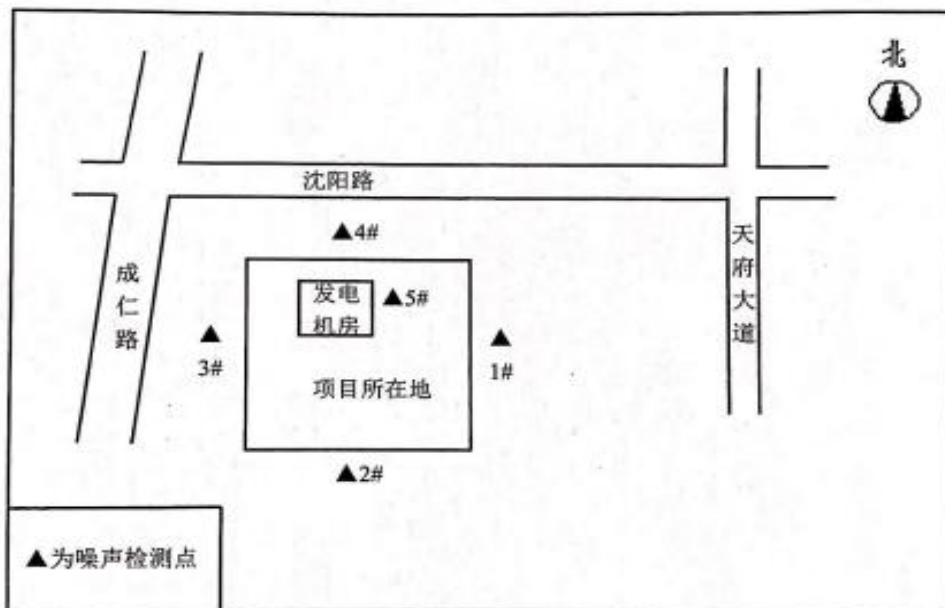 北
沈阳路
▲4#
天府大道
成仁路
发电
机房
▲5#
▲
3#
▲
1#
项目所在地
▲2#
▲为噪声检测点